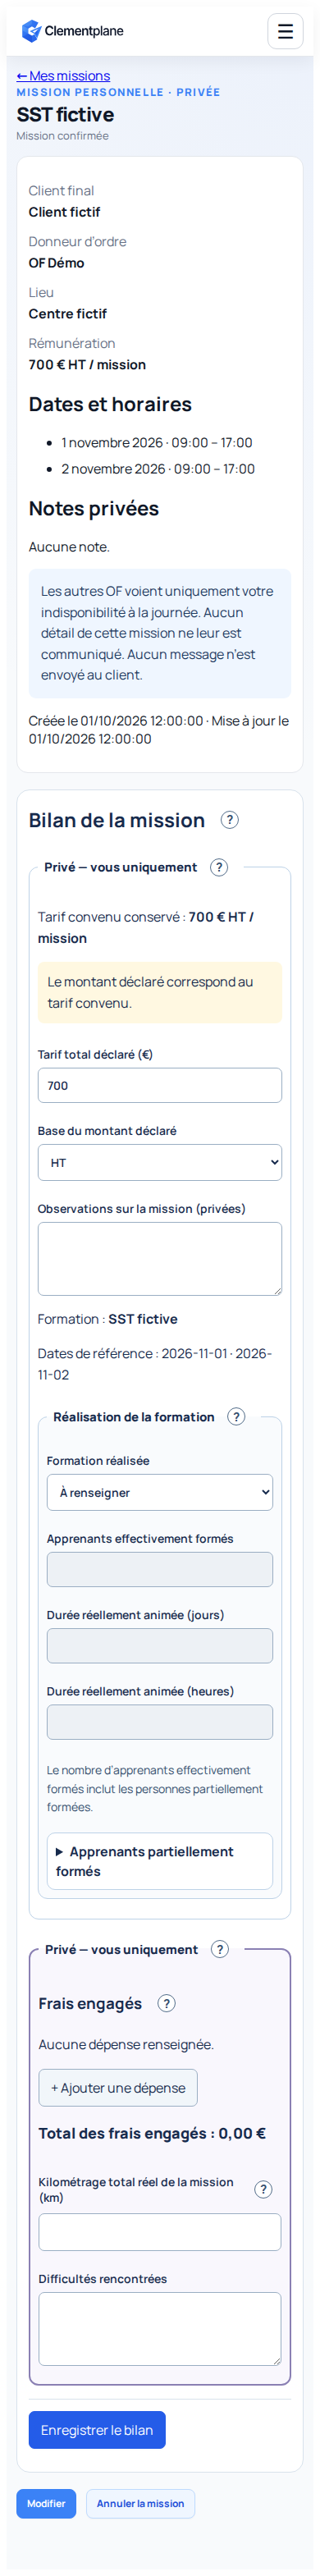 Clementplane
☰
← Mes missions
MISSION PERSONNELLE · PRIVÉE
SST fictive
Mission confirmée
Client final
Client fictif
Donneur d’ordre
OF Démo
Lieu
Centre fictif
Rémunération
700 € HT / mission
Dates et horaires
• 1 novembre 2026 · 09:00 – 17:00
• 2 novembre 2026 · 09:00 – 17:00
Notes privées
Aucune note.
Les autres OF voient uniquement votre
indisponibilité à la journée. Aucun
détail de cette mission ne leur est
communiqué. Aucun message n’est
envoyé au client.
Créée le 01/10/2026 12:00:00 · Mise à jour le
01/10/2026 12:00:00
Bilan de la mission ?
Privé — vous uniquement ?
Tarif convenu conservé : 700 € HT /
mission
Le montant déclaré correspond au
tarif convenu.
Tarif total déclaré (€)
700
Base du montant déclaré
HT
Observations sur la mission (privées)
Formation : SST fictive
Dates de référence : 2026-11-01 · 2026-
11-02
Réalisation de la formation ?
Formation réalisée
À renseigner
Apprenants effectivement formés
Durée réellement animée (jours)
Durée réellement animée (heures)
Le nombre d’apprenants effectivement
formés inclut les personnes partiellement
formées.
▶ Apprenants partiellement
formés
Privé — vous uniquement ?
Frais engagés ?
Aucune dépense renseignée.
+ Ajouter une dépense
Total des frais engagés : 0,00 €
Kilométrage total réel de la mission
(km) ?
Difficultés rencontrées
Enregistrer le bilan
Modifier
Annuler la mission